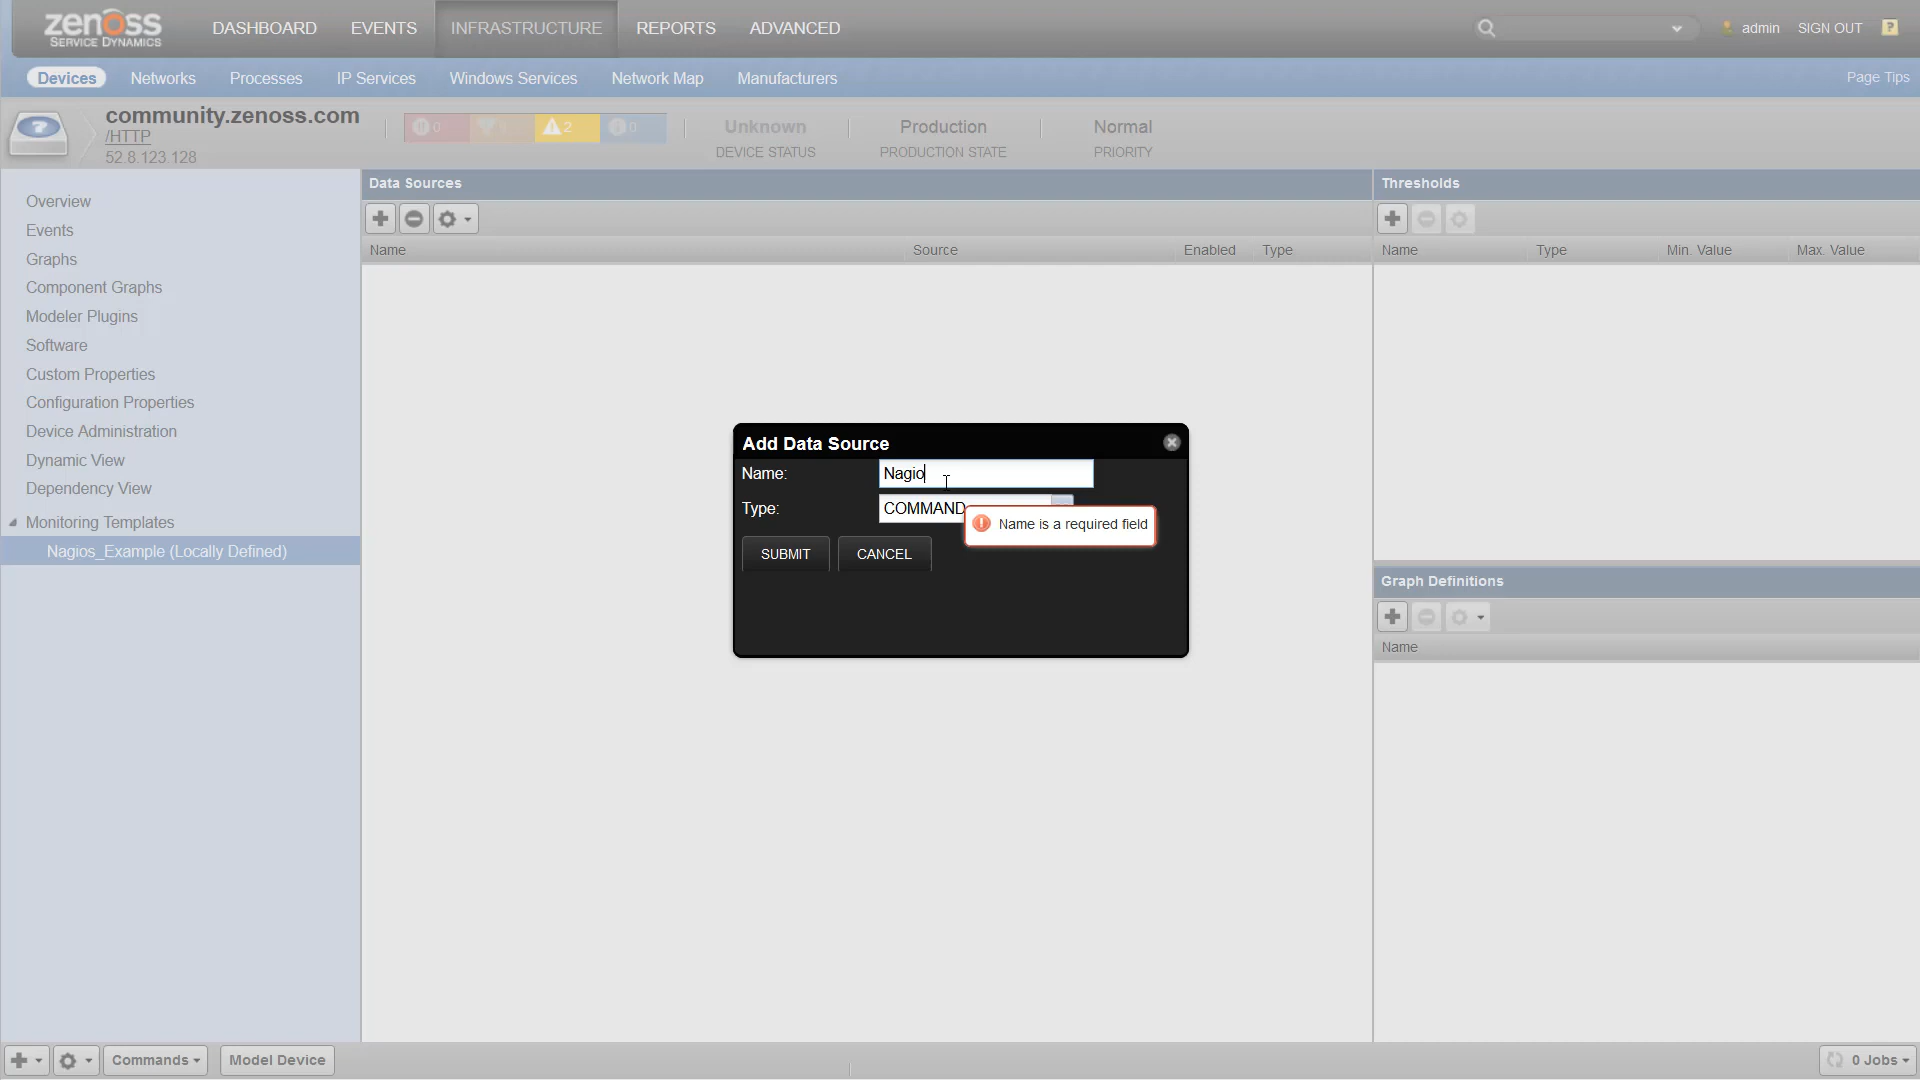 zenoss
SERVICE DYNAMICS
DASHBOARD
EVENTS
INFRASTRUCTURE
REPORTS
ADVANCED
admin
SIGN OUT
?
Devices
Networks
Processes
IP Services
Windows Services
Network Map
Manufacturers
Page Tips
community.zenoss.com
/HTTP
52.8.123.128
0
2
0
Unknown
DEVICE STATUS
Production
PRODUCTION STATE
Normal
PRIORITY
Overview
Events
Graphs
Component Graphs
Modeler Plugins
Software
Custom Properties
Configuration Properties
Device Administration
Dynamic View
Dependency View
Monitoring Templates
Nagios_Example (Locally Defined)
Data Sources
Name
Source
Enabled
Type
Thresholds
Name
Type
Min. Value
Max. Value
Add Data Source
Name:
Nagio
Type:
COMMAND
Name is a required field
SUBMIT
CANCEL
Graph Definitions
Name
Commands
Model Device
0 Jobs